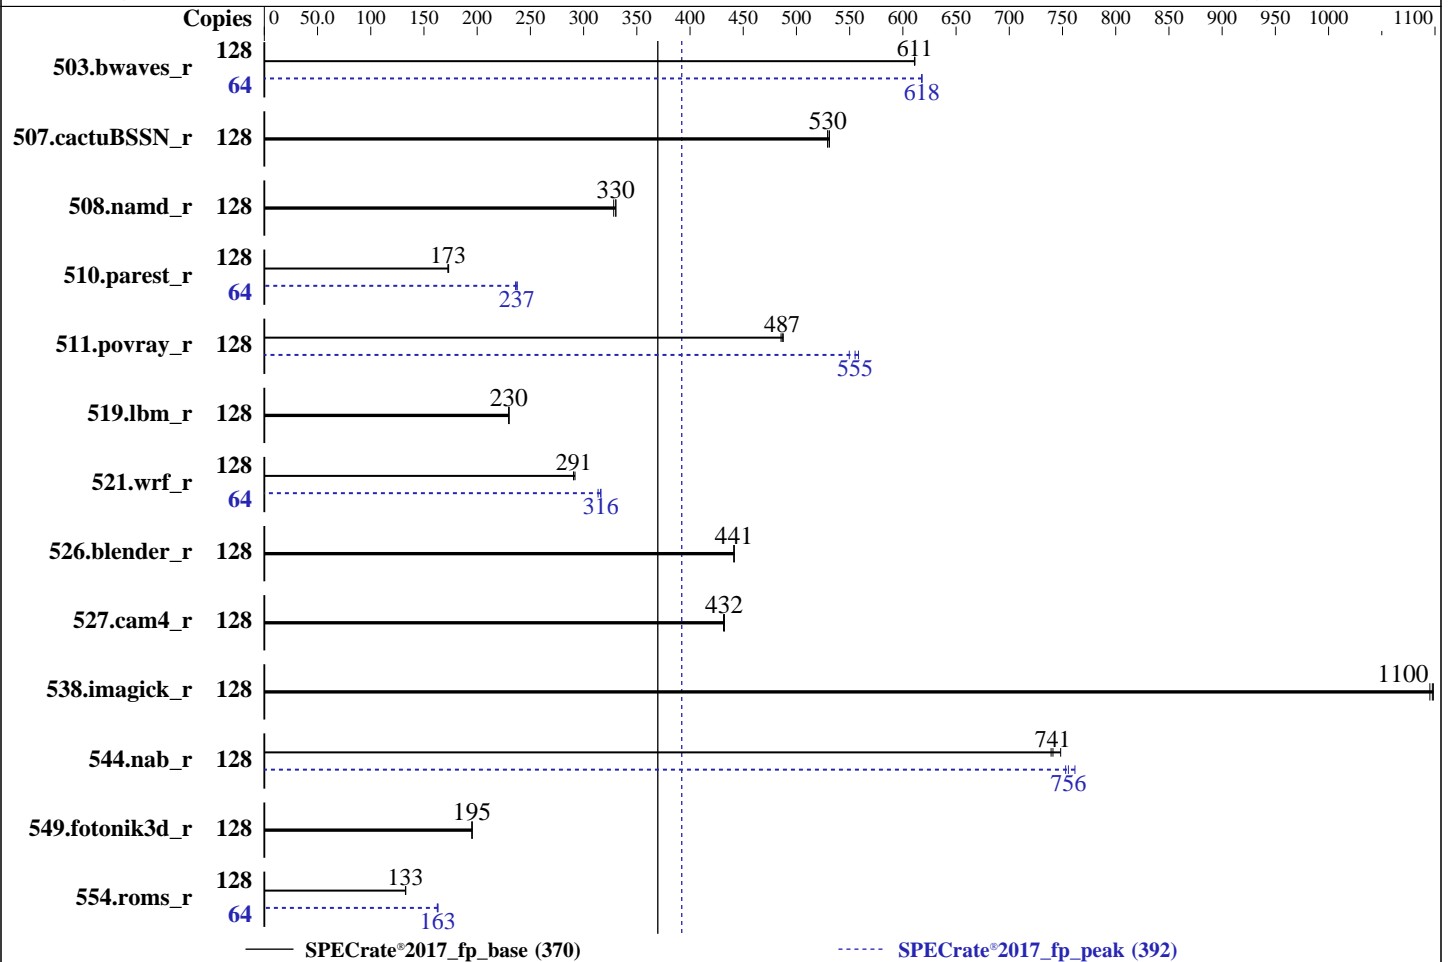 Copies 0 50.0 100 150 200 250 300 350 400 450 500 550 600 650 700 750 800 850 900 950 1000 1100
503.bwaves_r 128 611
64 618
507.cactuBSSN_r 128 530
508.namd_r 128 330
510.parest_r 128 173
64 237
511.povray_r 128 487
555
519.lbm_r 128 230
521.wrf_r 128 291
64 316
526.blender_r 128 441
527.cam4_r 128 432
538.imagick_r 128 1100
544.nab_r 128 741
756
549.fotonik3d_r 128 195
554.roms_r 128 133
64 163
SPECrate®2017_fp_base (370) SPECrate®2017_fp_peak (392)